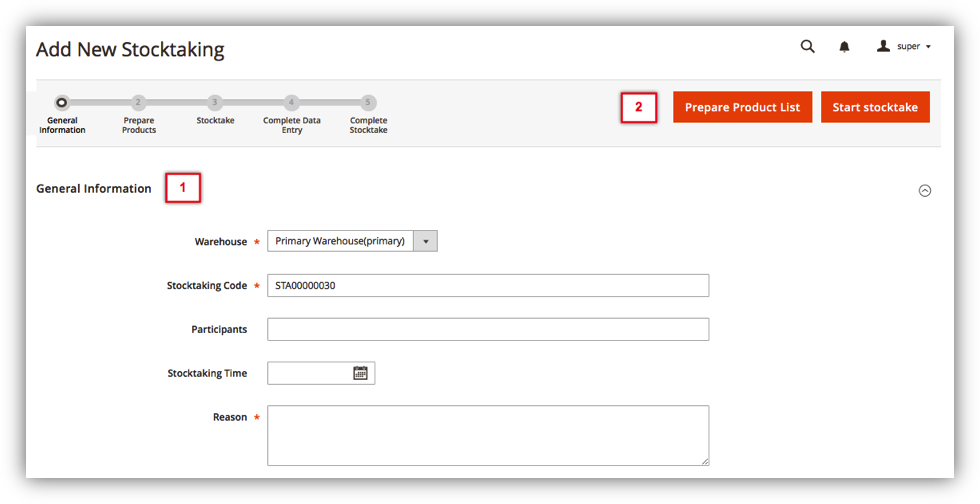 Add New Stocktaking
super
2
3
4
5
General
Information
Prepare
Products
Stocktake
Complete Data
Entry
Complete
Stocktake
2
Prepare Product List
Start stocktake
General Information
1
Warehouse *
Primary Warehouse(primary)
Stocktaking Code *
STA00000030
Participants
Stocktaking Time
Reason *